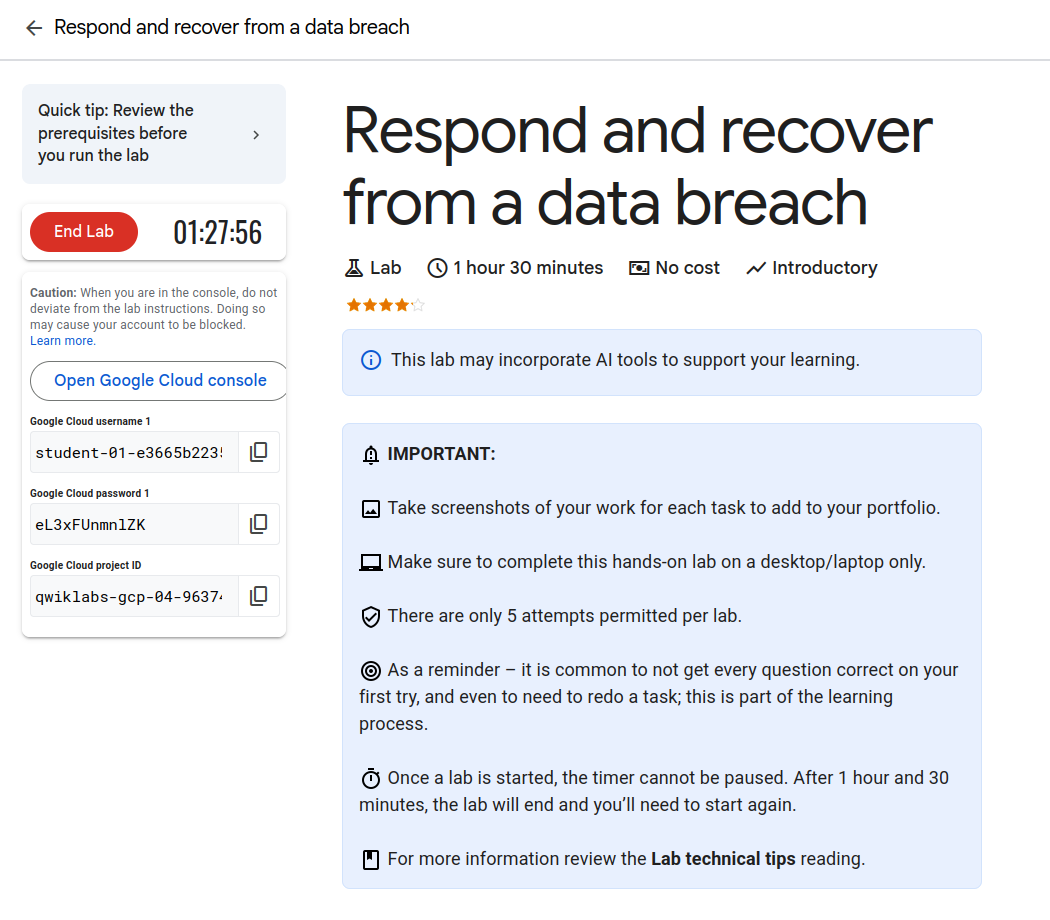 Respond and recover from a data breach
Quick tip: Review the
prerequisites before
you run the lab
End Lab
01:27:56
Caution: When you are in the console, do not
deviate from the lab instructions. Doing so
may cause your account to be blocked.
Learn more.
Open Google Cloud console
Google Cloud username 1
student-01-e3665b223
Google Cloud password 1
eL3xFUnmnlZK
Google Cloud project ID
qwiklabs-gcp-04-9637
Respond and recover
from a data breach
Lab
1 hour 30 minutes
No cost
Introductory
This lab may incorporate AI tools to support your learning.
IMPORTANT:
Take screenshots of your work for each task to add to your portfolio.
Make sure to complete this hands-on lab on a desktop/laptop only.
There are only 5 attempts permitted per lab.
As a reminder – it is common to not get every question correct on your
first try, and even to need to redo a task; this is part of the learning
process.
Once a lab is started, the timer cannot be paused. After 1 hour and 30
minutes, the lab will end and you’ll need to start again.
For more information review the Lab technical tips reading.